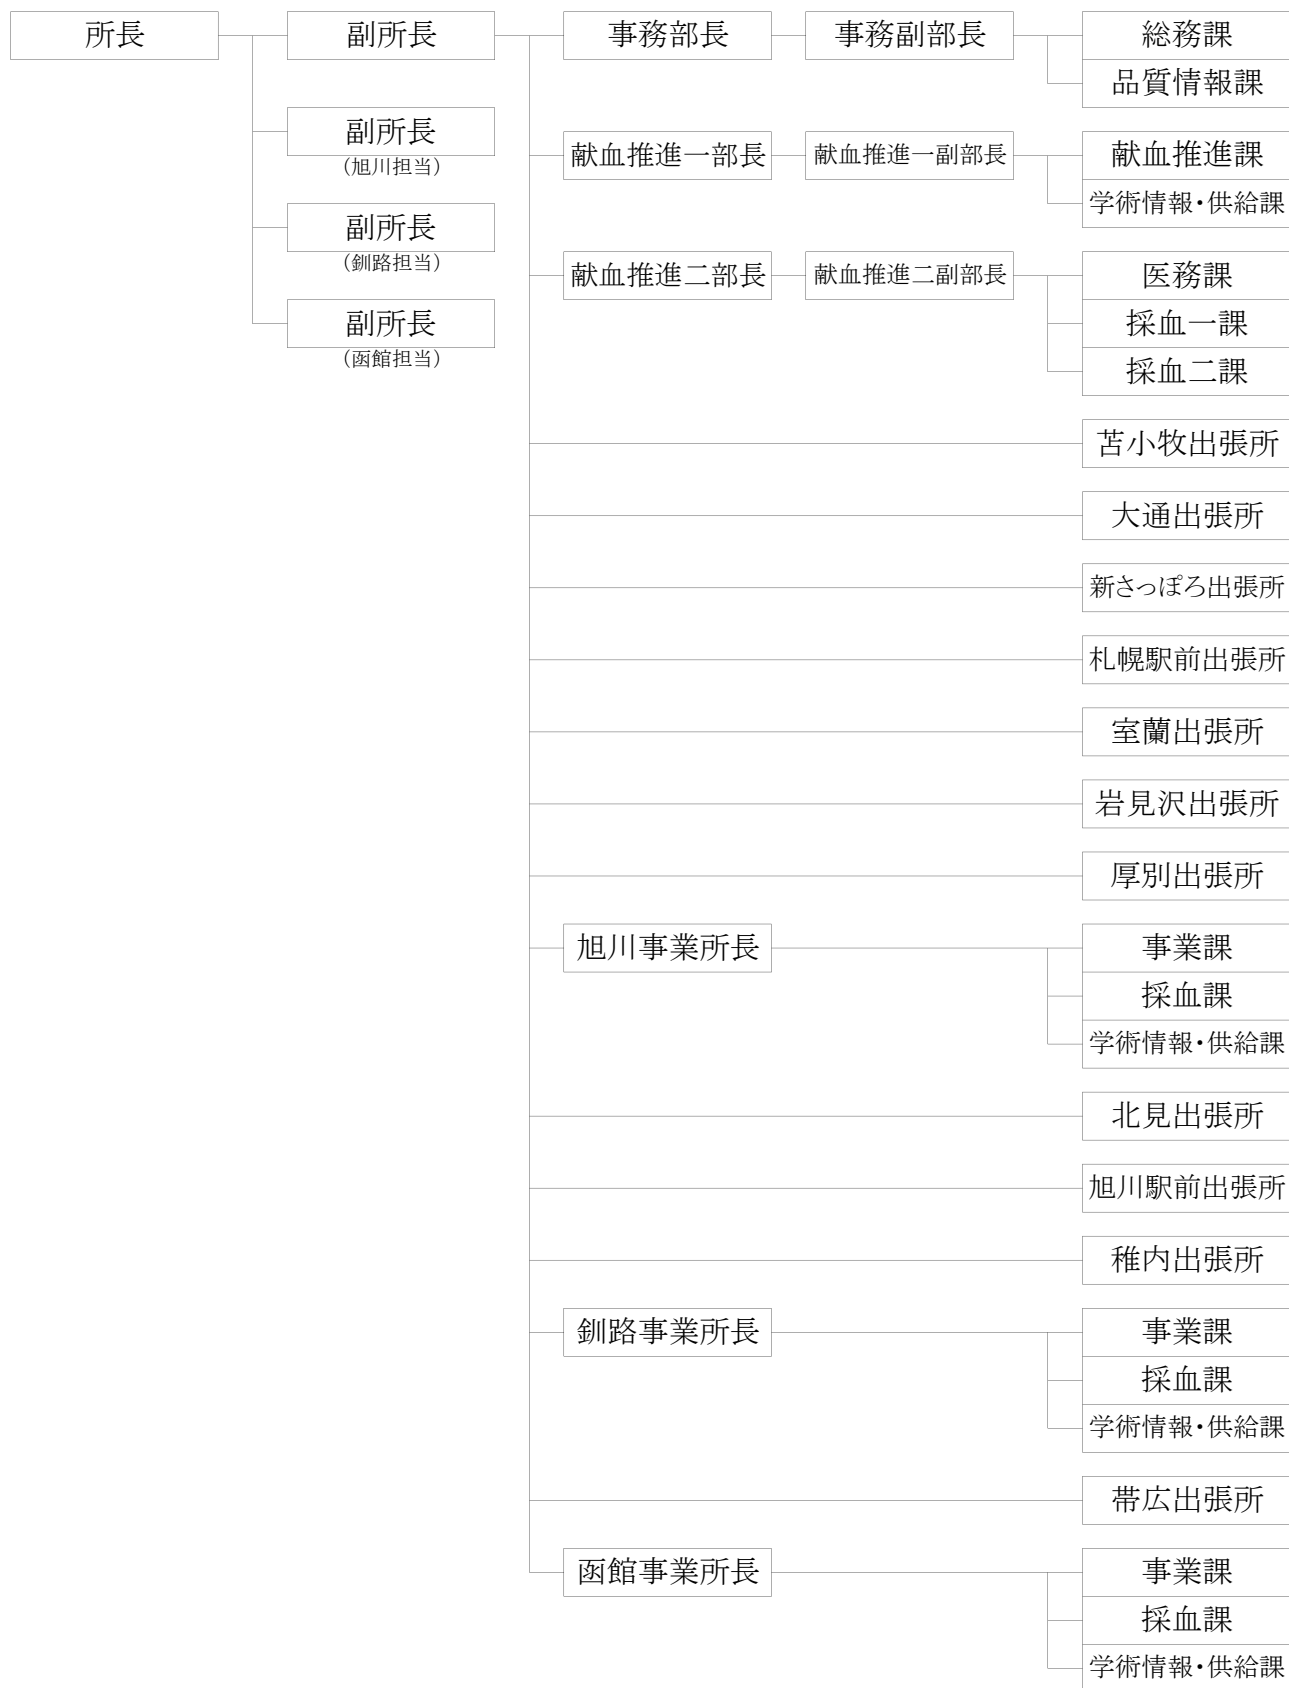 所長
副所長
事務部長
事務副部長
総務課
品質情報課
副所長
(旭川担当)
献血推進一部長
献血推進一副部長
献血推進課
学術情報・供給課
副所長
(釧路担当)
献血推進二部長
献血推進二副部長
医務課
採血一課
採血二課
副所長
(函館担当)
苫小牧出張所
大通出張所
新さっぽろ出張所
札幌駅前出張所
室蘭出張所
岩見沢出張所
厚別出張所
旭川事業所長
事業課
採血課
学術情報・供給課
北見出張所
旭川駅前出張所
稚内出張所
釧路事業所長
事業課
採血課
学術情報・供給課
帯広出張所
函館事業所長
事業課
採血課
学術情報・供給課